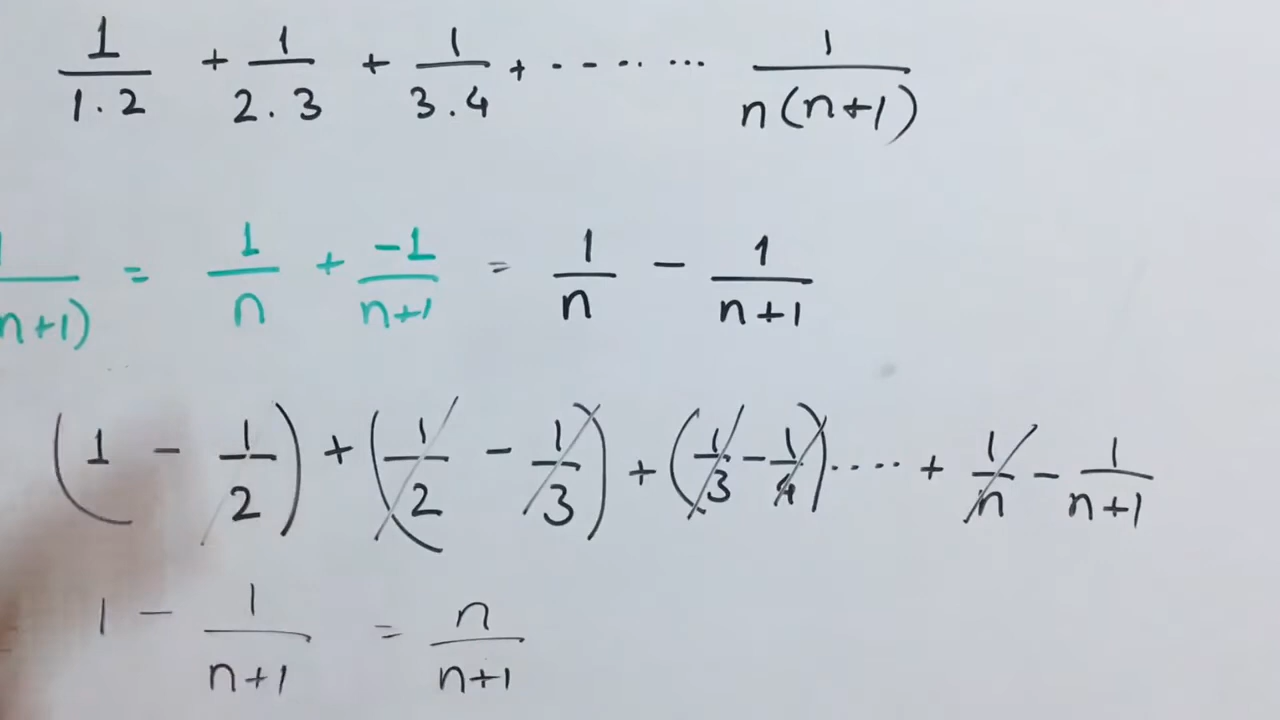 1/1.2 + 1/2.3 + 1/3.4 + ........ 1/n(n+1)
1/n+1) = 1/n + -1/n+1 = 1/n - 1/n+1
(1 - 1/2) + (1/2 - 1/3) + (1/3 - 1/4) .... + 1/n - 1/n+1
1 - 1/n+1 = n/n+1